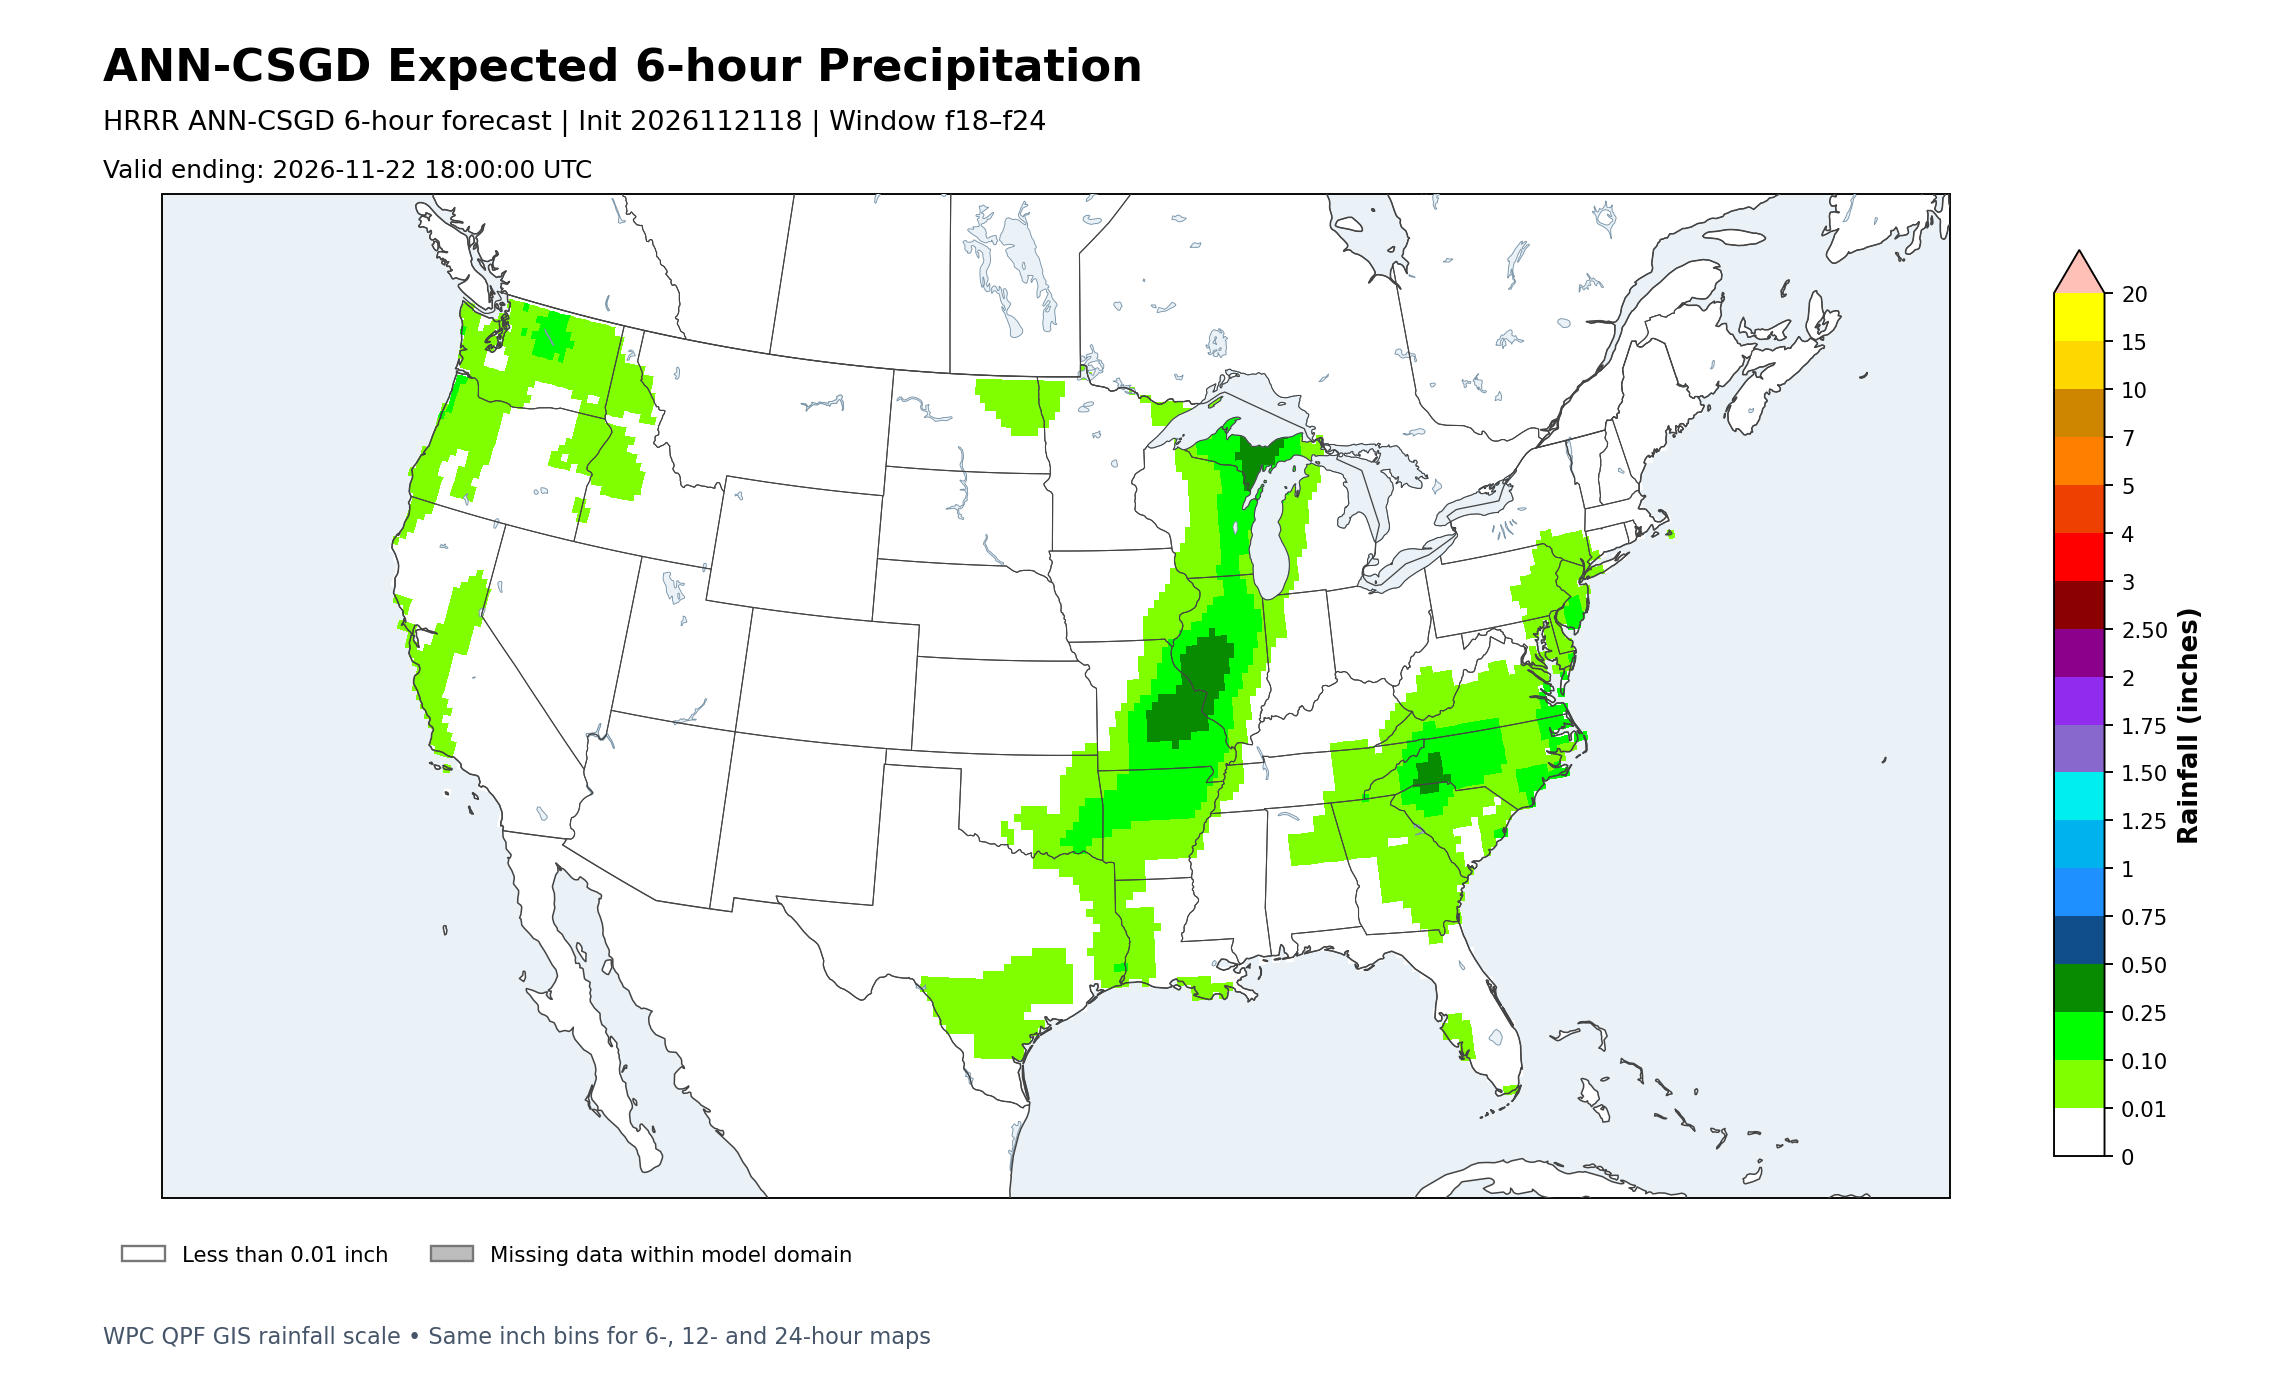 ANN-CSGD Expected 6-hour Precipitation
HRRR ANN-CSGD 6-hour forecast | Init 2026112118 | Window f18–f24
Valid ending: 2026-11-22 18:00:00 UTC
20
15
10
7
5
4
3
2.50
2
1.75
1.50
1.25
1
0.75
0.50
0.25
0.10
0.01
0
Rainfall (inches)
Less than 0.01 inch
Missing data within model domain
WPC QPF GIS rainfall scale • Same inch bins for 6-, 12- and 24-hour maps